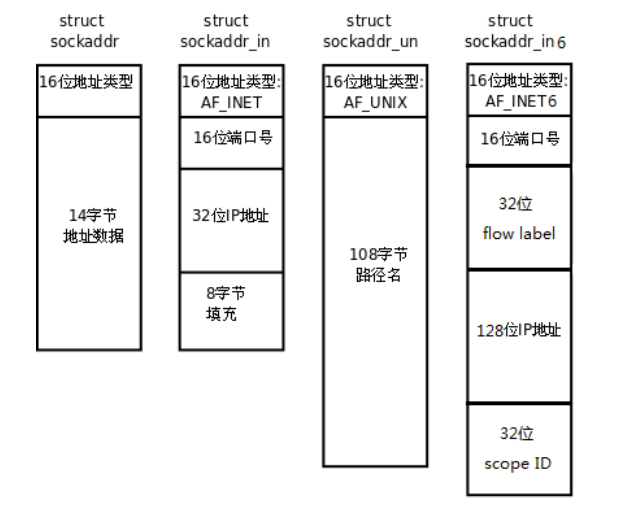 struct
sockaddr
16位地址类型
14字节
地址数据
struct
sockaddr_in
16位地址类型:
AF_INET
16位端口号
32位IP地址
8字节
填充
struct
sockaddr_un
16位地址类型:
AF_UNIX
108字节
路径名
struct
sockaddr_in6
16位地址类型:
AF_INET6
16位端口号
32位
flow label
128位IP地址
32位
scope ID